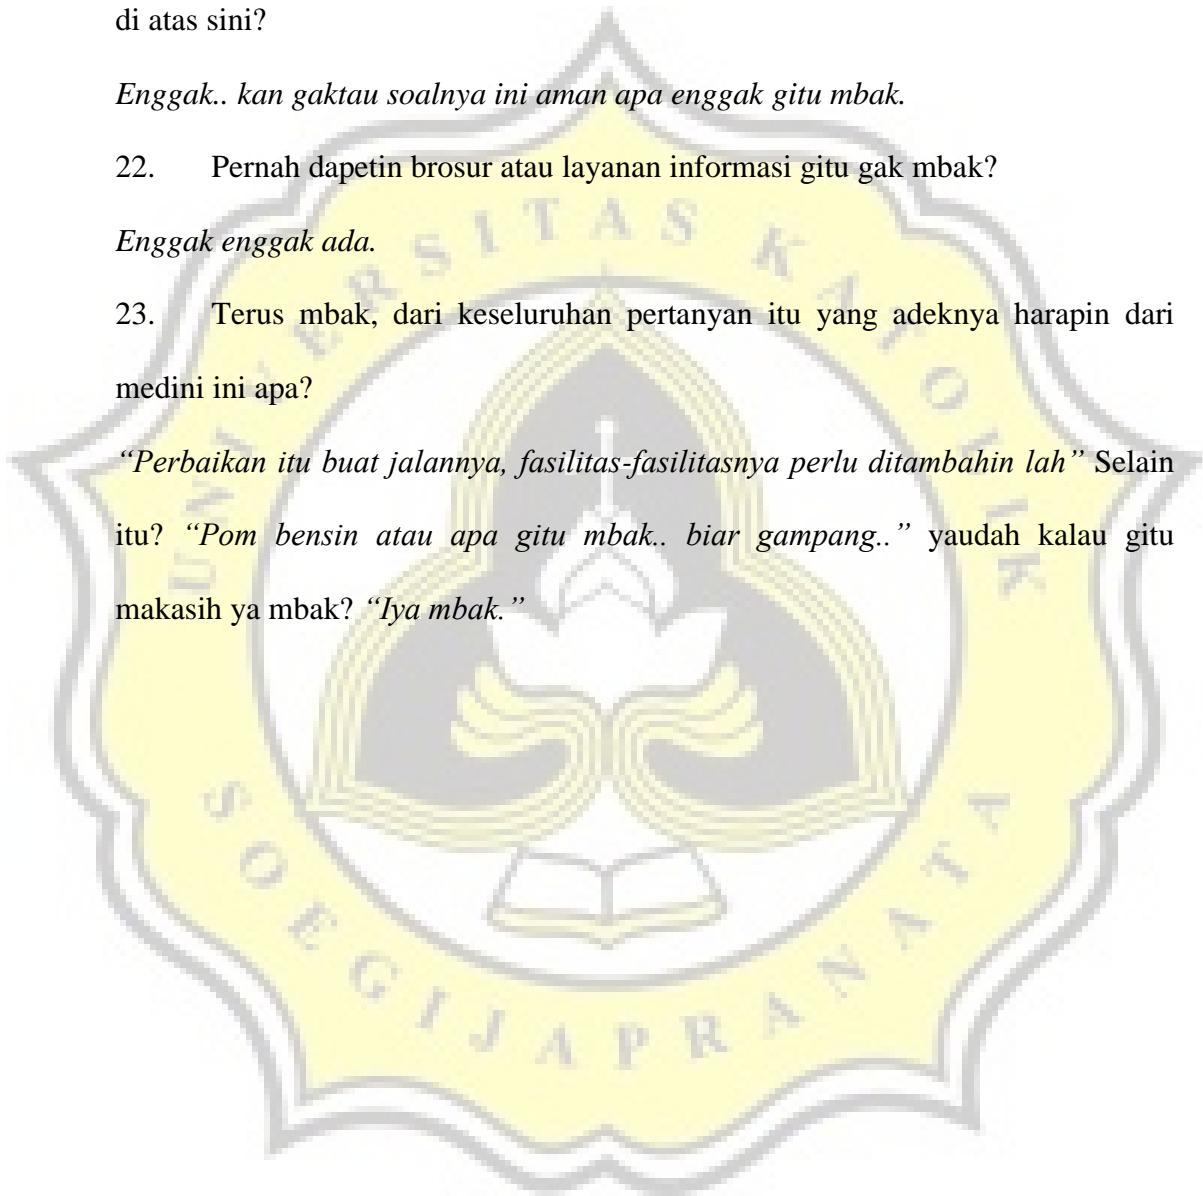 di atas sini?
Enggak.. kan gaktau soalnya ini aman apa enggak gitu mbak.
22. Pernah dapetin brosur atau layanan informasi gitu gak mbak?
Enggak enggak ada.
23. Terus mbak, dari keseluruhan pertanyan itu yang adeknya harapin dari
medini ini apa?
“Perbaikan itu buat jalannya, fasilitas-fasilitasnya perlu ditambahin lah” Selain
itu? “Pom bensin atau apa gitu mbak.. biar gampang..” yaudah kalau gitu
makasih ya mbak? “Iya mbak.”
UNIVERSITAS KATOLIK
SOEGIJAPRANATA